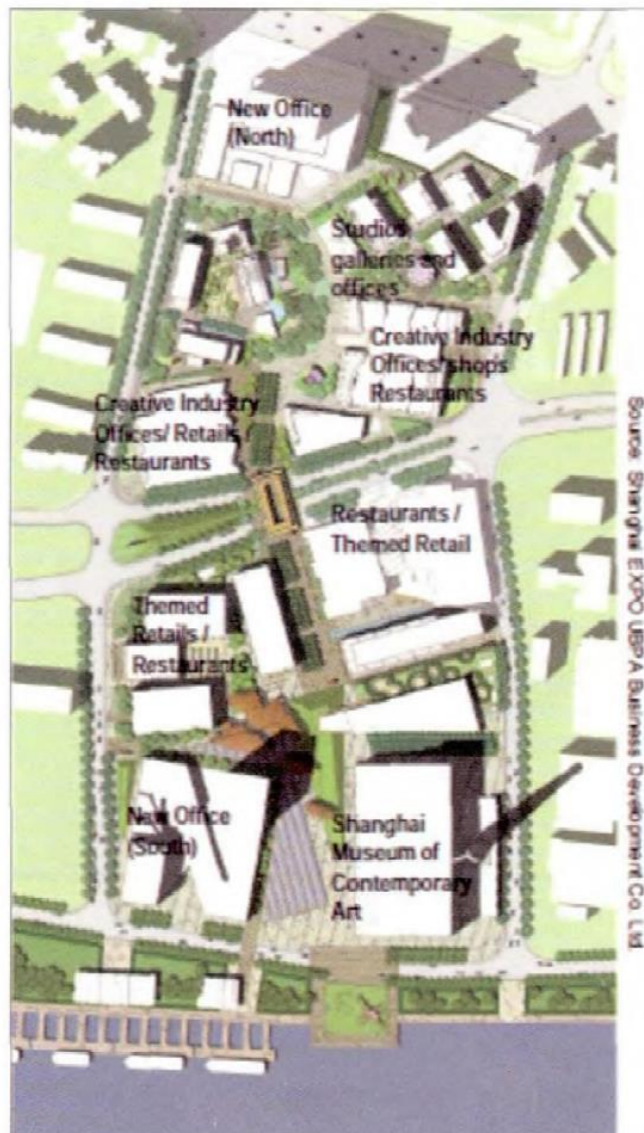 New Office
(North)
Studios,
galleries and
offices
Creative Industry
Offices/ shops
Restaurants
Creative Industry
Offices/ Retails /
Restaurants
Restaurants /
Themed Retail
Themed
Retails /
Restaurants
New Office
(South)
Shanghai
Museum of
Contemporary
Art
Source: Shanghai EXPO UBPA Business Development Co., Ltd.